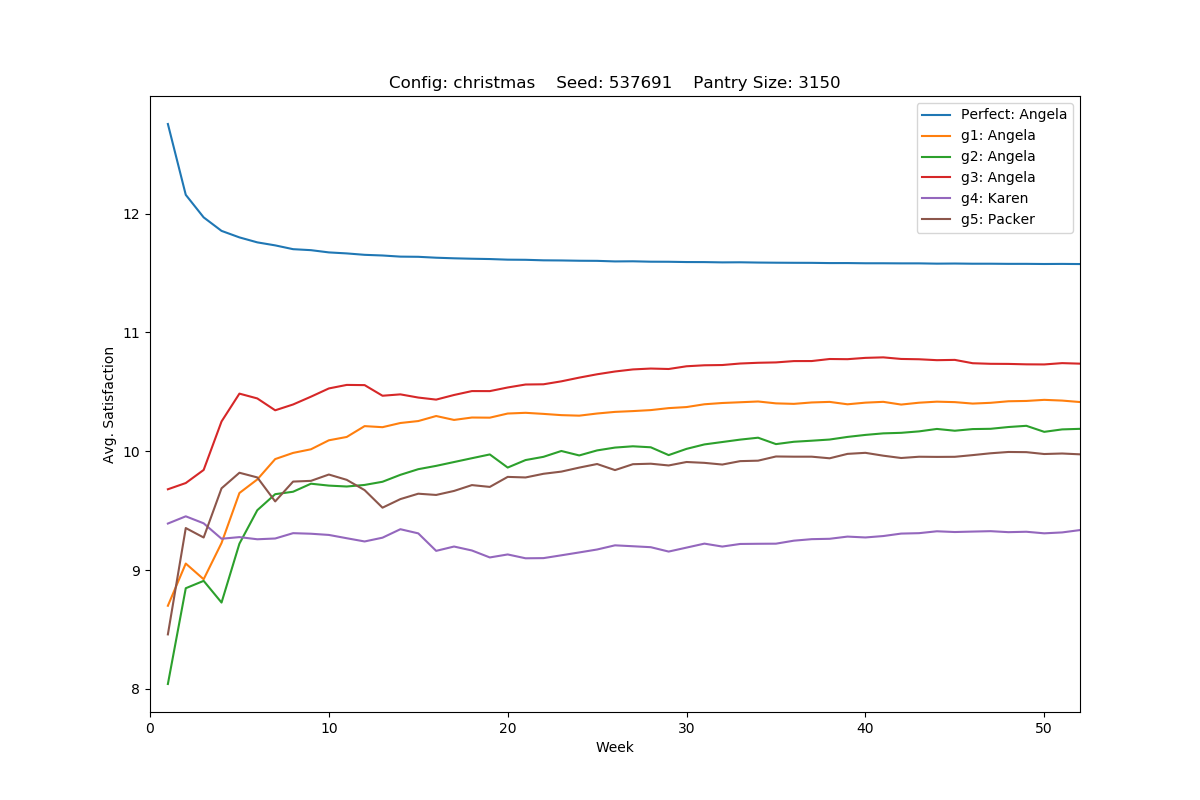 Config: christmas    Seed: 537691    Pantry Size: 3150
Perfect: Angela
g1: Angela
g2: Angela
g3: Angela
g4: Karen
g5: Packer
Avg. Satisfaction
12
11
10
9
8
0 10 20 30 40 50
Week